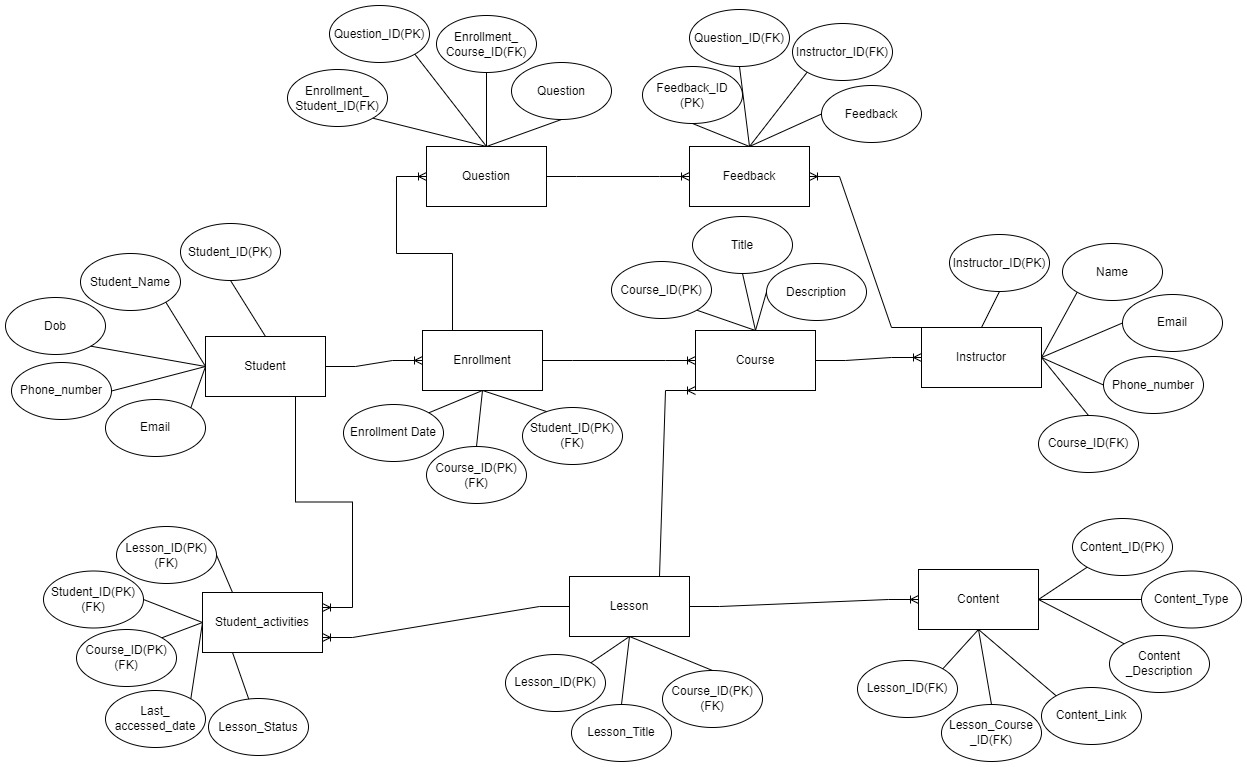 Question_ID(PK)
Enrollment_
Course_ID(FK)
Enrollment_
Student_ID(FK)
Question
Question
Question_ID(FK)
Instructor_ID(FK)
Feedback_ID
(PK)
Feedback
Feedback
Student_ID(PK)
Student_Name
Dob
Phone_number
Email
Student
Enrollment
Enrollment Date
Course_ID(PK)
(FK)
Student_ID(PK)
(FK)
Title
Course_ID(PK)
Description
Course
Instructor_ID(PK)
Name
Email
Phone_number
Course_ID(FK)
Instructor
Lesson_ID(PK)
(FK)
Student_ID(PK)
(FK)
Course_ID(PK)
(FK)
Last_
accessed_date
Lesson_Status
Student_activities
Lesson
Lesson_ID(PK)
Lesson_Title
Course_ID(PK)
(FK)
Content
Content_ID(PK)
Content_Type
Content
_Description
Lesson_ID(FK)
Lesson_Course
_ID(FK)
Content_Link